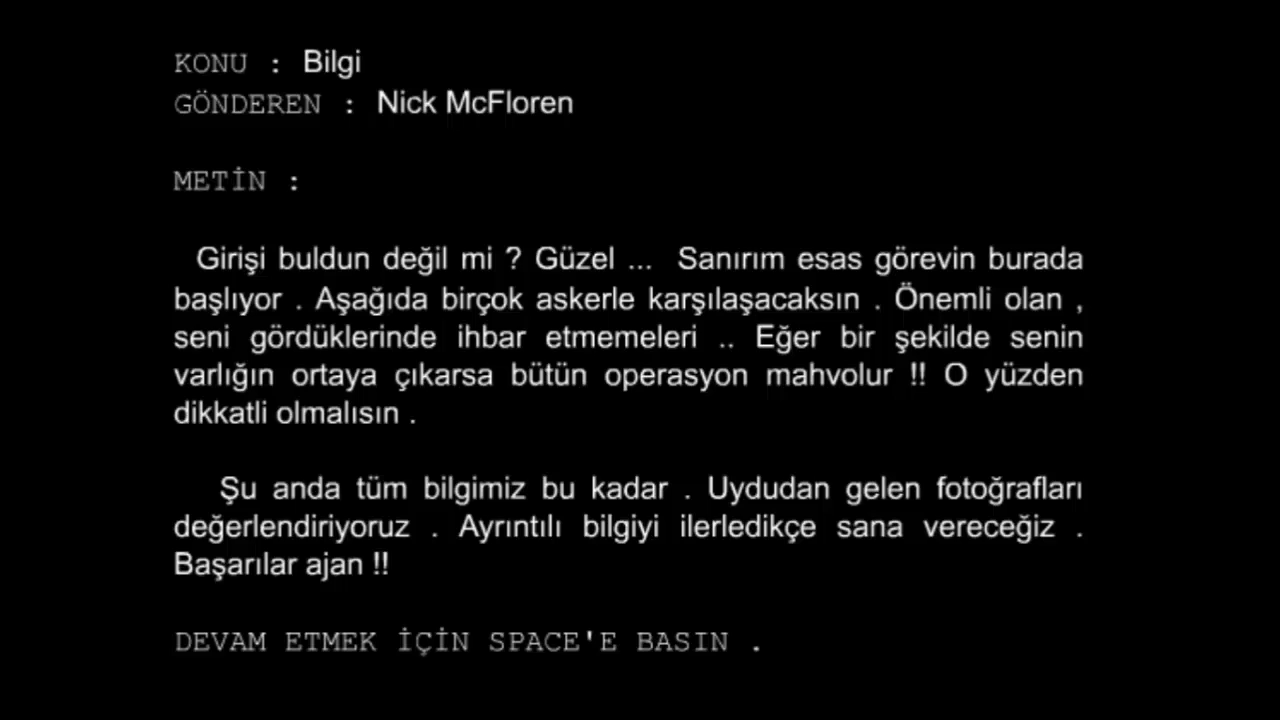 KONU : Bilgi
GÖNDEREN : Nick McFloren
METİN :
Girişi buldun değil mi ? Güzel ... Sanırım esas görevin burada
başlıyor . Aşağıda birçok askerle karşılaşacaksın . Önemli olan ,
seni gördüklerinde ihbar etmemeleri .. Eğer bir şekilde senin
varlığın ortaya çıkarsa bütün operasyon mahvolur !! O yüzden
dikkatli olmalısın .
Şu anda tüm bilgimiz bu kadar . Uydudan gelen fotoğrafları
değerlendiriyoruz . Ayrıntılı bilgiyi ilerledikçe sana vereceğiz .
Başarılar ajan !!
DEVAM ETMEK İÇİN SPACE'E BASIN .